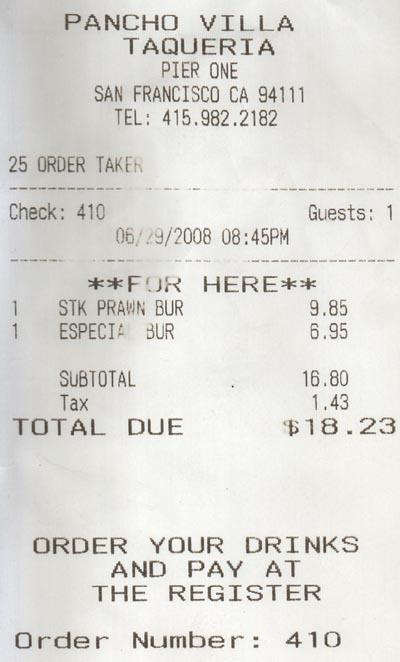 PANCHO VILLA
TAQUERIA
PIER ONE
SAN FRANCISCO CA 94111
TEL: 415.982.2182
25 ORDER TAKER
Check: 410 Guests: 1
06/29/2008 08:45PM
**FOR HERE**
1 STK PRAWN BUR 9.85
1 ESPECIAL BUR 6.95
SUBTOTAL 16.80
Tax 1.43
TOTAL DUE $18.23
ORDER YOUR DRINKS
AND PAY AT
THE REGISTER
Order Number: 410